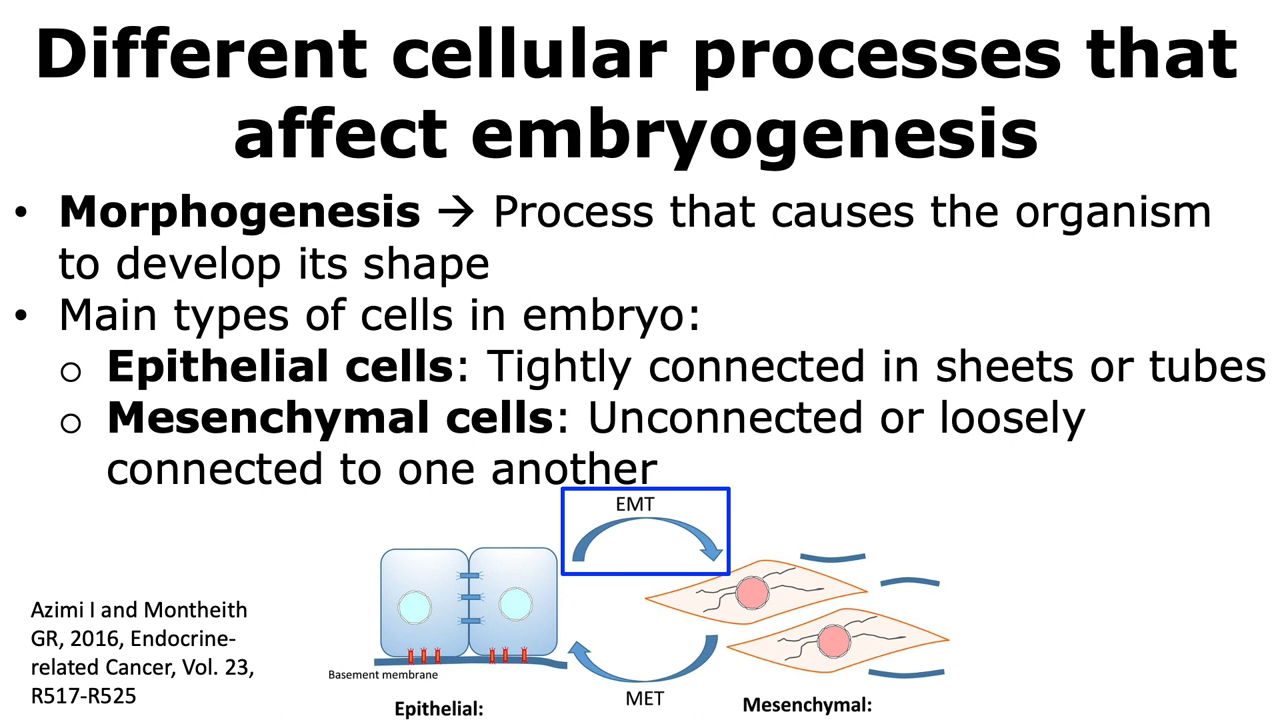 Different cellular processes that
affect embryogenesis
• Morphogenesis → Process that causes the organism
to develop its shape
• Main types of cells in embryo:
o Epithelial cells: Tightly connected in sheets or tubes
o Mesenchymal cells: Unconnected or loosely
connected to one another
EMT
Azimi I and Montheith
GR, 2016, Endocrine-
related Cancer, Vol. 23,
R517-R525
Basement membrane
MET
Epithelial:
Mesenchymal: